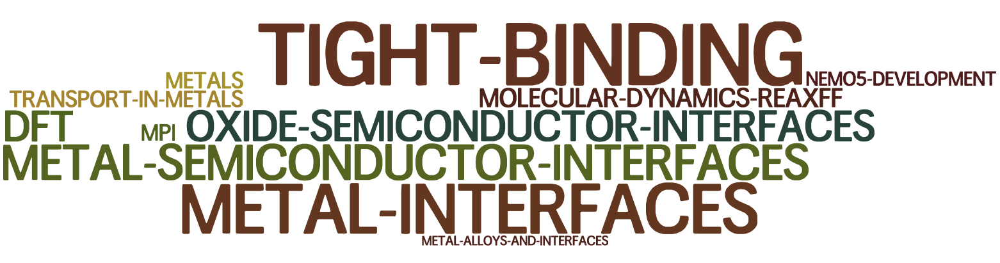 TIGHT-BINDING
METALS
NEMO5-DEVELOPMENT
TRANSPORT-IN-METALS
MOLECULAR-DYNAMICS-REAXFF
DFT
MPI
OXIDE-SEMICONDUCTOR-INTERFACES
METAL-SEMICONDUCTOR-INTERFACES
METAL-INTERFACES
METAL-ALLOYS-AND-INTERFACES